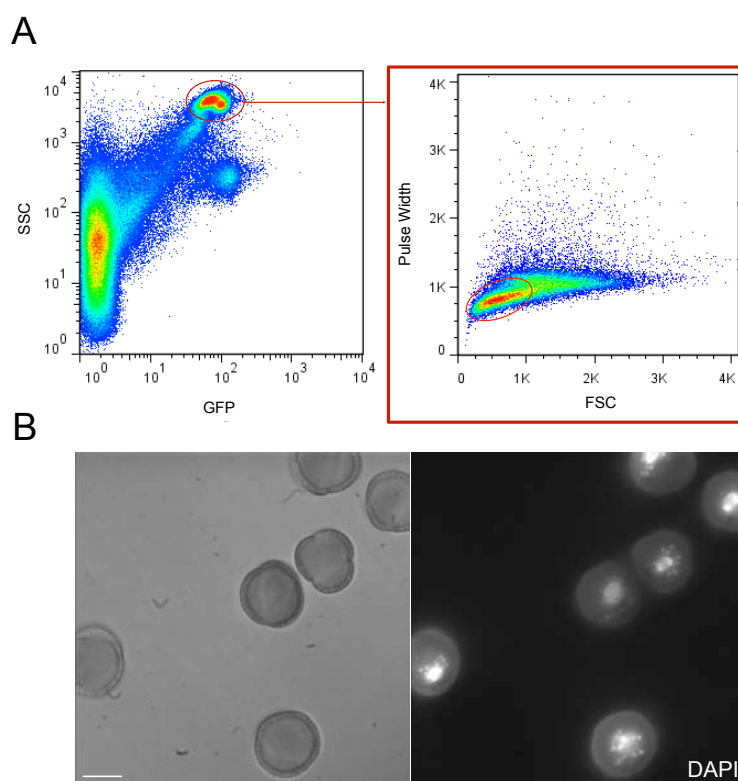 A
SSC
10^4
10^3
10^2
10^1
10^0
10^0 10^1 10^2 10^3 10^4
GFP
Pulse Width
4K
3K
2K
1K
0
0 1K 2K 3K 4K
FSC
B
DAPI